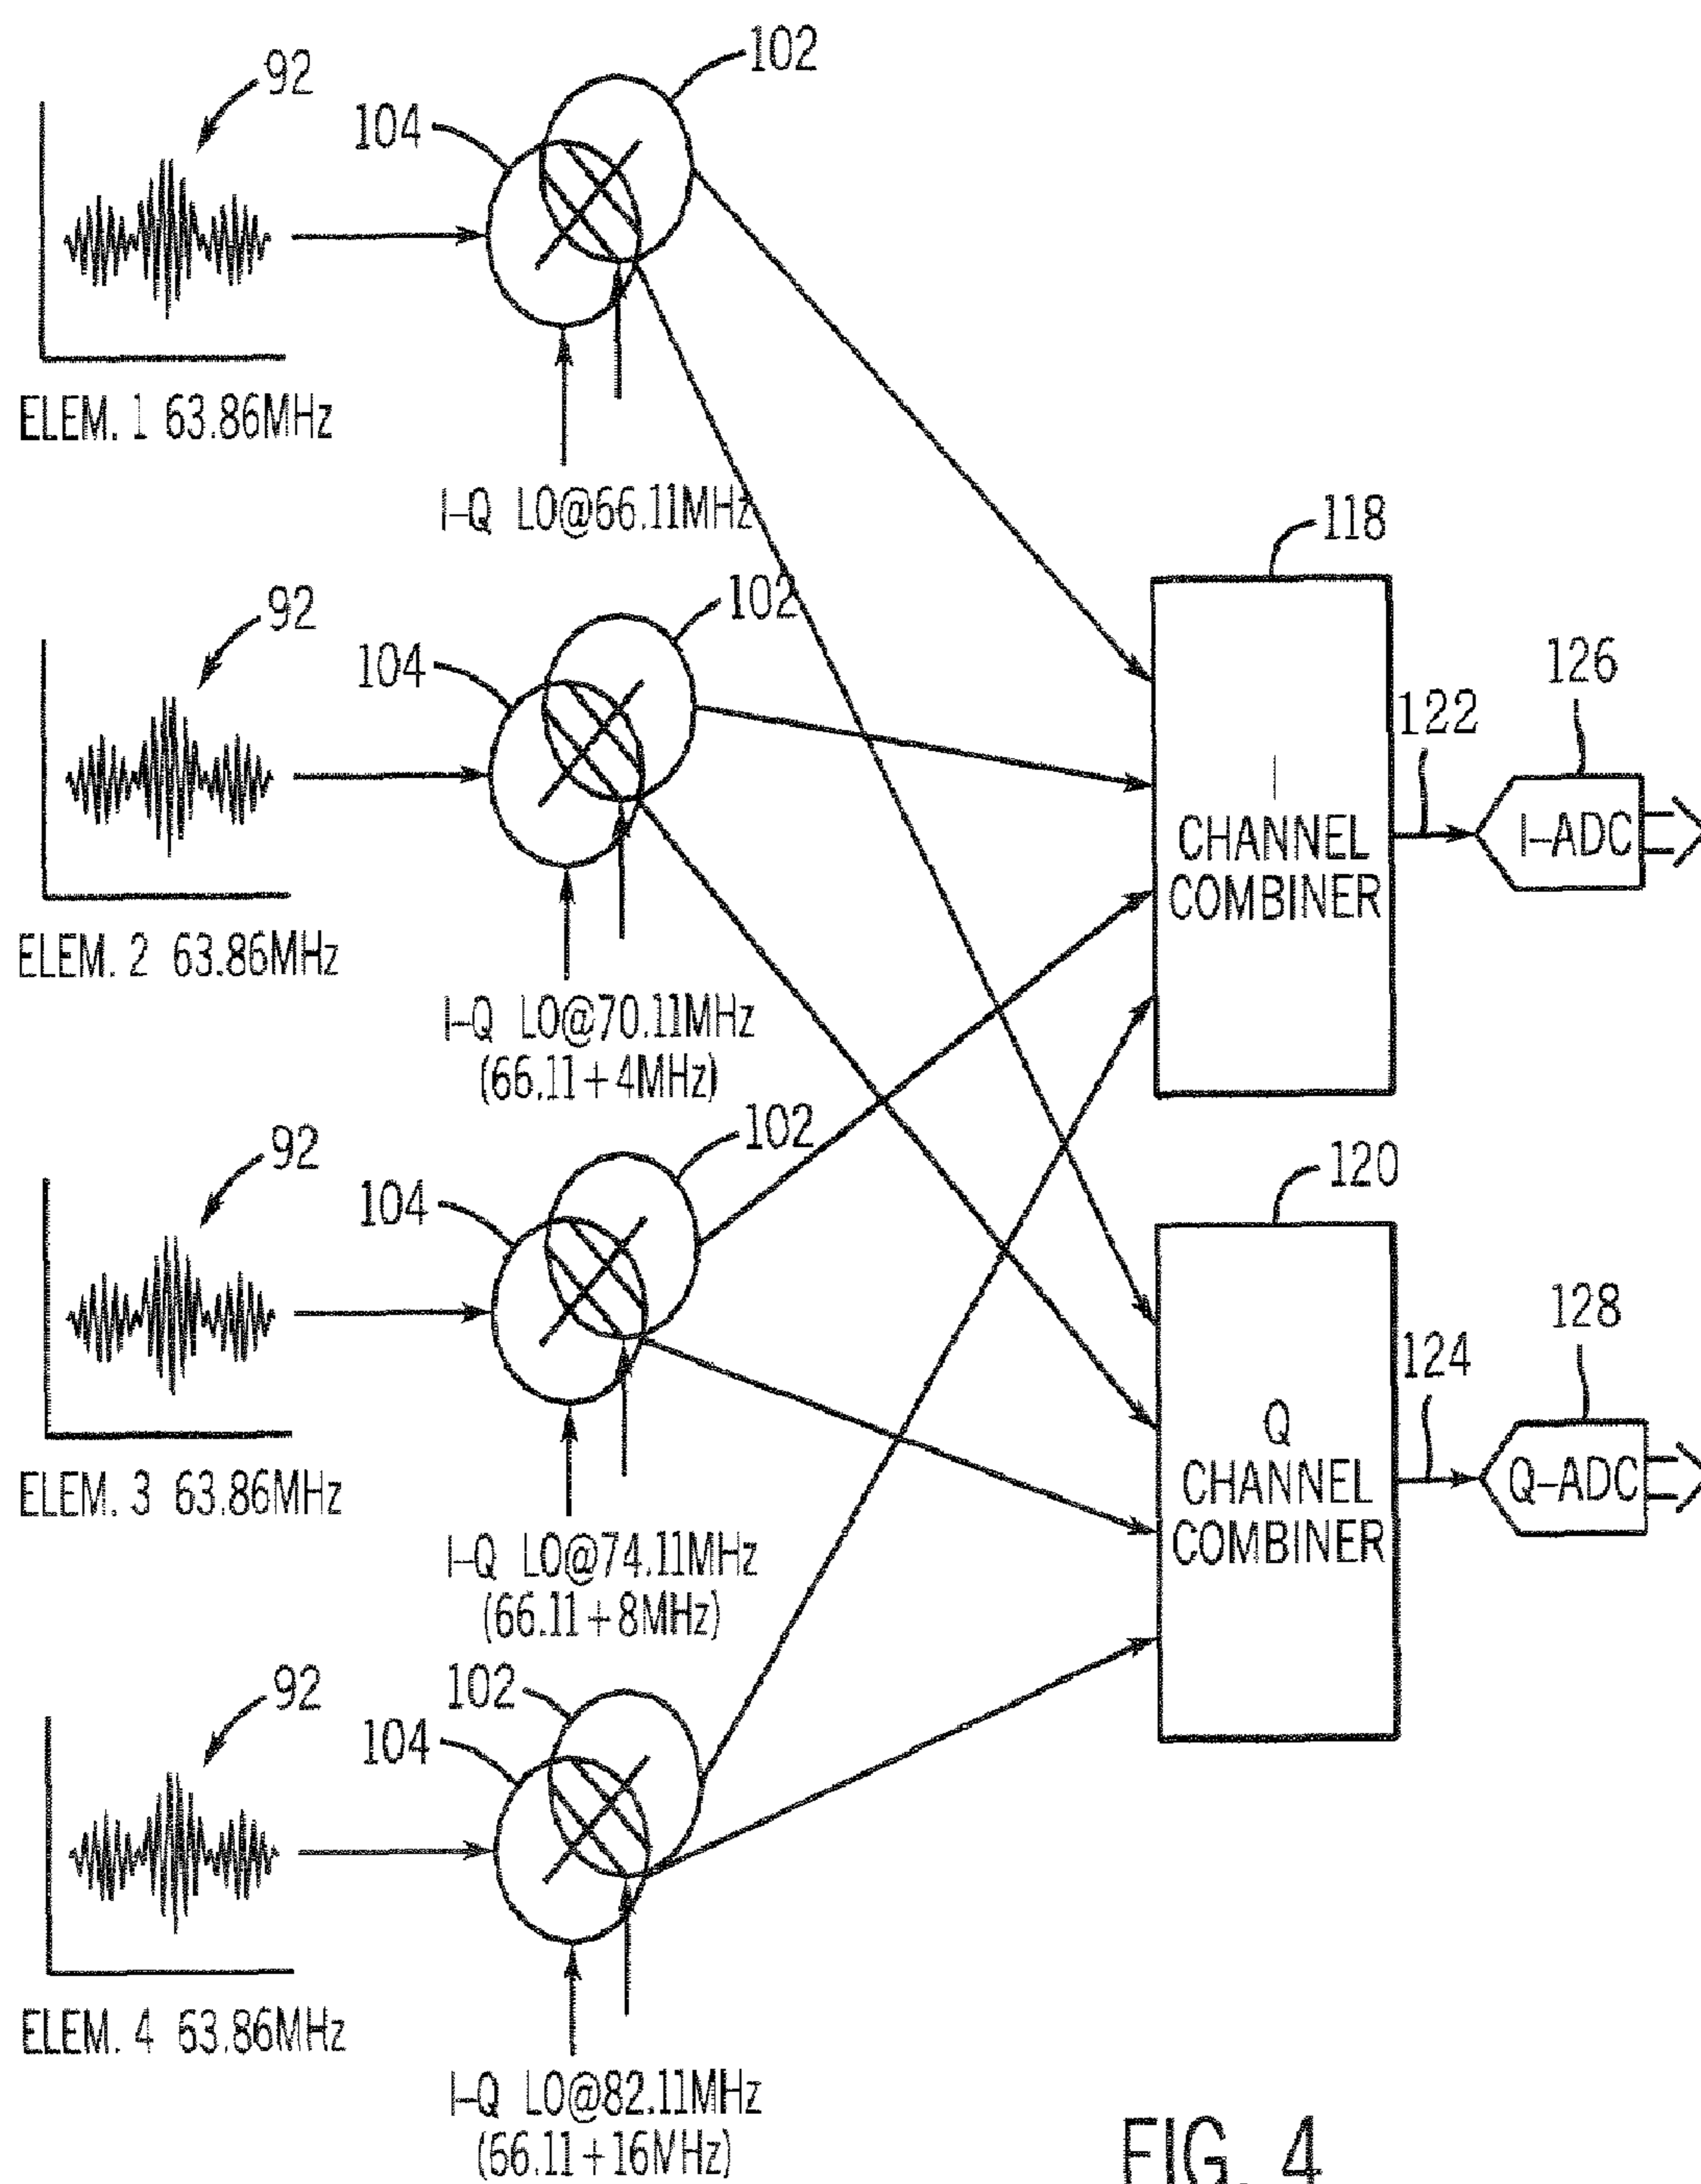 92
102
104
ELEM. 1 63.86MHz
I-Q LO@66.11MHz
92
102
104
ELEM. 2 63.86MHz
I-Q LO@70.11MHz
(66.11+4MHz)
92
102
104
ELEM. 3 63.86MHz
I-Q LO@74.11MHz
(66.11+8MHz)
92
102
104
ELEM. 4 63.86MHz
I-Q LO@82.11MHz
(66.11+16MHz)
118
I
CHANNEL
COMBINER
122
126
I-ADC
120
Q
CHANNEL
COMBINER
124
128
Q-ADC
FIG. 4